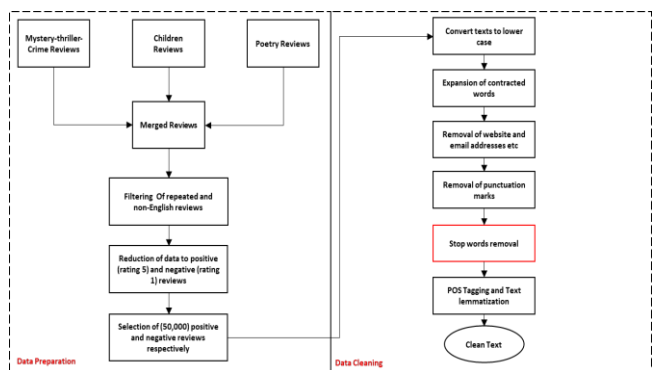 Mystery-thriller-
Crime Reviews
Children
Reviews
Poetry Reviews
Merged Reviews
Filtering Of repeated and
non-English reviews
Reduction of data to positive
(rating 5) and negative (rating
1) reviews
Selection of (50,000) positive
and negative reviews
respectively
Data Preparation
Convert texts to lower
case
Expansion of contracted
words
Removal of website and
email addresses etc
Removal of punctuation
marks
Stop words removal
POS Tagging and Text
lemmatization
Clean Text
Data Cleaning